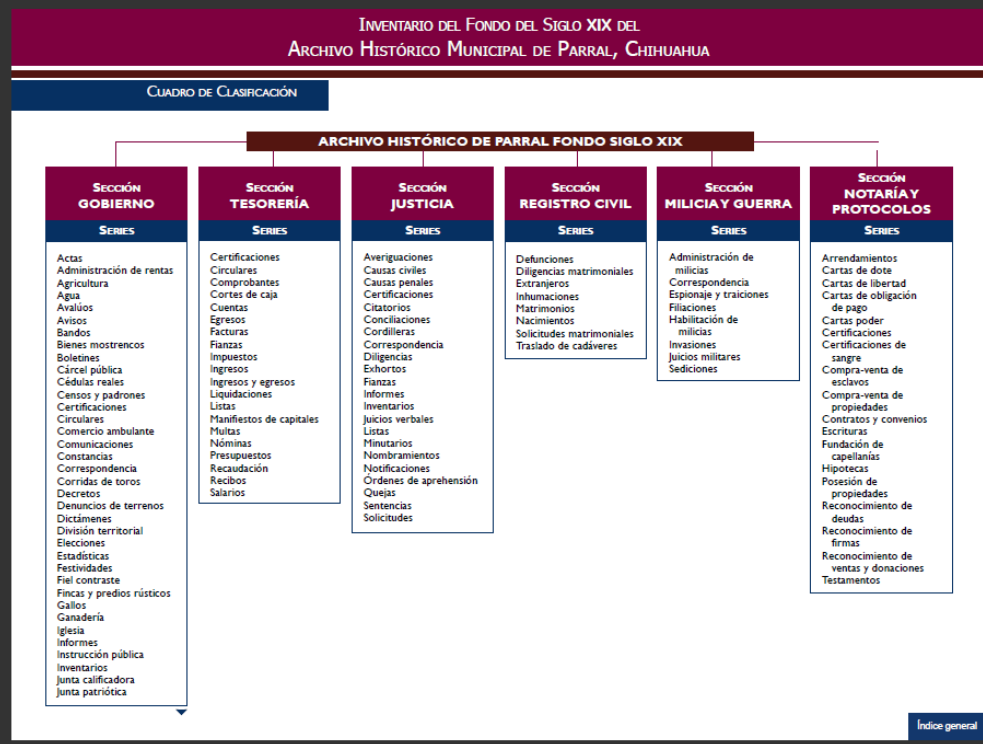 Inventario del Fondo del Siglo XIX del
Archivo Histórico Municipal de Parral, Chihuahua
Cuadro de Clasificación
ARCHIVO HISTÓRICO DE PARRAL FONDO SIGLO XIX
Sección
GOBIERNO
Series
Actas
Administración de rentas
Agricultura
Agua
Avalúos
Avisos
Bandos
Bienes mostrencos
Boletines
Cárcel pública
Cédulas reales
Censos y padrones
Certificaciones
Circulares
Comercio ambulante
Comunicaciones
Constancias
Correspondencia
Corridas de toros
Decretos
Denuncios de terrenos
Dictámenes
División territorial
Elecciones
Estadísticas
Festividades
Fiel contraste
Fincas y predios rústicos
Gallos
Ganadería
Iglesia
Informes
Instrucción pública
Inventarios
Junta calificadora
Junta patriótica
Sección
TESORERÍA
Series
Certificaciones
Circulares
Comprobantes
Cortes de caja
Cuentas
Egresos
Facturas
Fianzas
Impuestos
Ingresos
Ingresos y egresos
Liquidaciones
Listas
Manifiestos de capitales
Multas
Nóminas
Presupuestos
Recaudación
Recibos
Salarios
Sección
JUSTICIA
Series
Averiguaciones
Causas civiles
Causas penales
Certificaciones
Citatorios
Conciliaciones
Cordilleras
Correspondencia
Diligencias
Exhortos
Fianzas
Informes
Inventarios
Juicios verbales
Listas
Minutarios
Nombramientos
Notificaciones
Órdenes de aprehensión
Quejas
Sentencias
Solicitudes
Sección
REGISTRO CIVIL
Series
Defunciones
Diligencias matrimoniales
Extranjeros
Inhumaciones
Matrimonios
Nacimientos
Solicitudes matrimoniales
Traslado de cadáveres
Sección
MILICIA Y GUERRA
Series
Administración de
milicias
Correspondencia
Espionaje y traiciones
Filiaciones
Habilitación de
milicias
Invasiones
Juicios militares
Sediciones
Sección
NOTARÍA Y
PROTOCOLOS
Series
Arrendamientos
Cartas de dote
Cartas de libertad
Cartas de obligación
de pago
Cartas poder
Certificaciones
Certificaciones de
sangre
Compra-venta de
esclavos
Compra-venta de
propiedades
Contratos y convenios
Escrituras
Fundación de
capellanías
Hipotecas
Posesión de
propiedades
Reconocimiento de
deudas
Reconocimiento de
firmas
Reconocimiento de
ventas y donaciones
Testamentos
Índice general